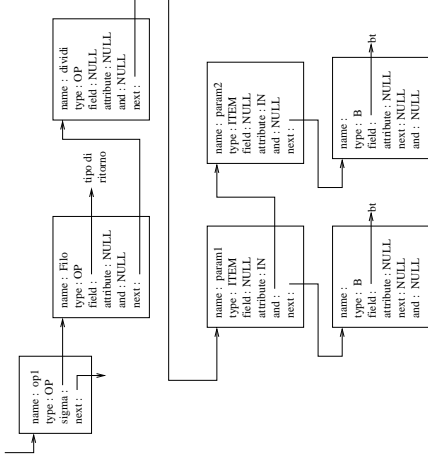 name : op1
type : OP
sigma :
next :
name : Filo
type : OP
field :
attribute : NULL
and : NULL
next :
tipo di
ritorno
name : dividi
type : OP
field : NULL
attribute : NULL
and : NULL
next :
name : param1
type : ITEM
field : NULL
attribute : IN
and :
next :
name : param2
type : ITEM
field : NULL
attribute : IN
and : NULL
next :
name :
type : B
field :
attribute : NULL
next : NULL
and : NULL
bt
name :
type : B
field :
attribute : NULL
next : NULL
and : NULL
bt